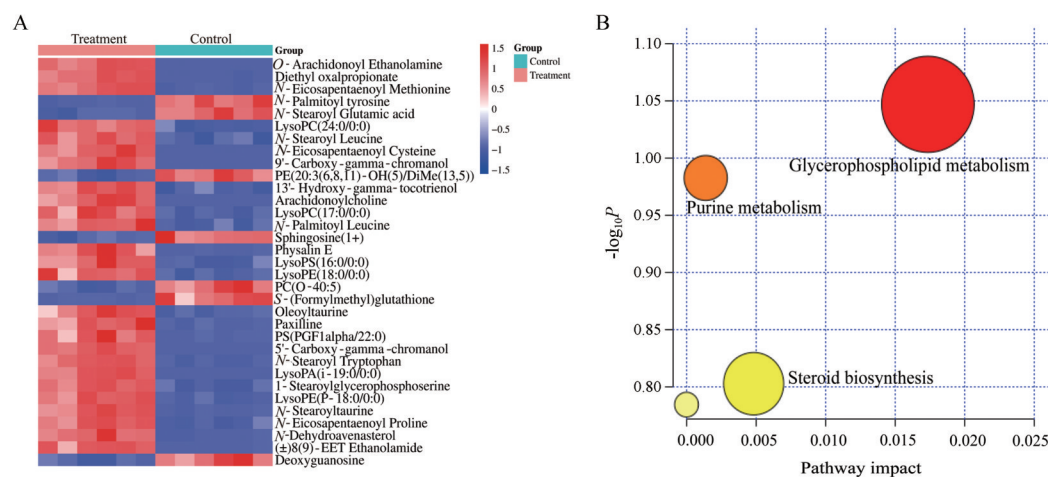 A
Treatment
Control
Group
O-Arachidonoyl Ethanolamine
Diethyl oxalpropionate
N-Eicosapentaenoyl Methionine
N-Palmitoyl tyrosine
N-Stearoyl Glutamic acid
LysoPC(24:0/0:0)
N-Stearoyl Leucine
N-Eicosapentaenoyl Cysteine
9'-Carboxy-gamma-chromanol
PE(20:3(6,8,11)-OH(5)/DiMe(13,5))
13'-Hydroxy-gamma-tocotrienol
Arachidonoylcholine
LysoPC(17:0/0:0)
N-Palmitoyl Leucine
Sphingosine(1+)
Physalin E
LysoPS(16:0/0:0)
LysoPE(18:0/0:0)
PC(O-40:5)
S-(Formylmethyl)glutathione
Oleoyltaurine
Paxilline
PS(PGF1alpha/22:0)
5'-Carboxy-gamma-chromanol
N-Stearoyl Tryptophan
LysoPA(i-19:0/0:0)
1-Stearoylglycerophosphoserine
LysoPE(P-18:0/0:0)
N-Stearoyltaurine
N-Eicosapentaenoyl Proline
N-Dehydroavenasterol
(±)8(9)-EET Ethanolamide
Deoxyguanosine
1.5
1
0.5
0
−0.5
−1
−1.5
Group
Control
Treatment
B
-log10P
1.10
1.05
1.00
0.95
0.90
0.85
0.80
Glycerophospholipid metabolism
Purine metabolism
Steroid biosynthesis
0.000
0.005
0.010
0.015
0.020
0.025
Pathway impact